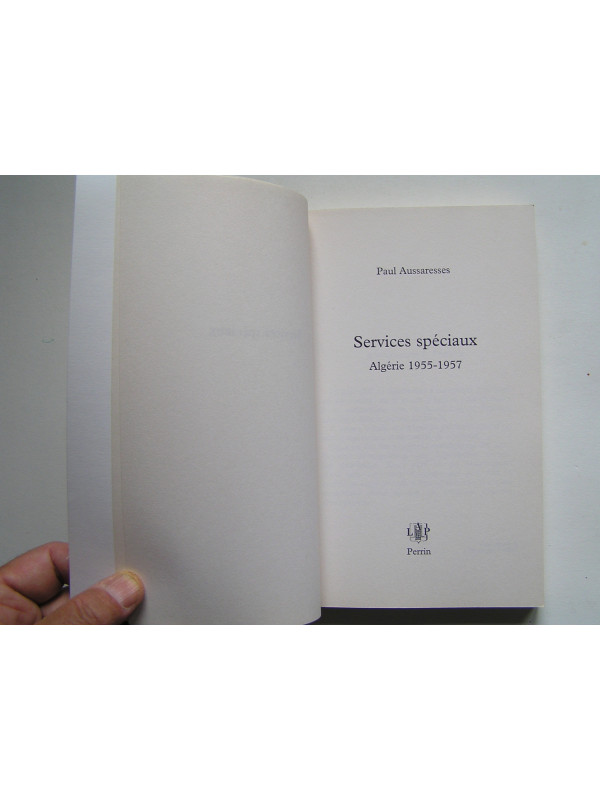 Paul Aussaresses
Services spéciaux
Algérie 1955-1957
L A P
Perrin